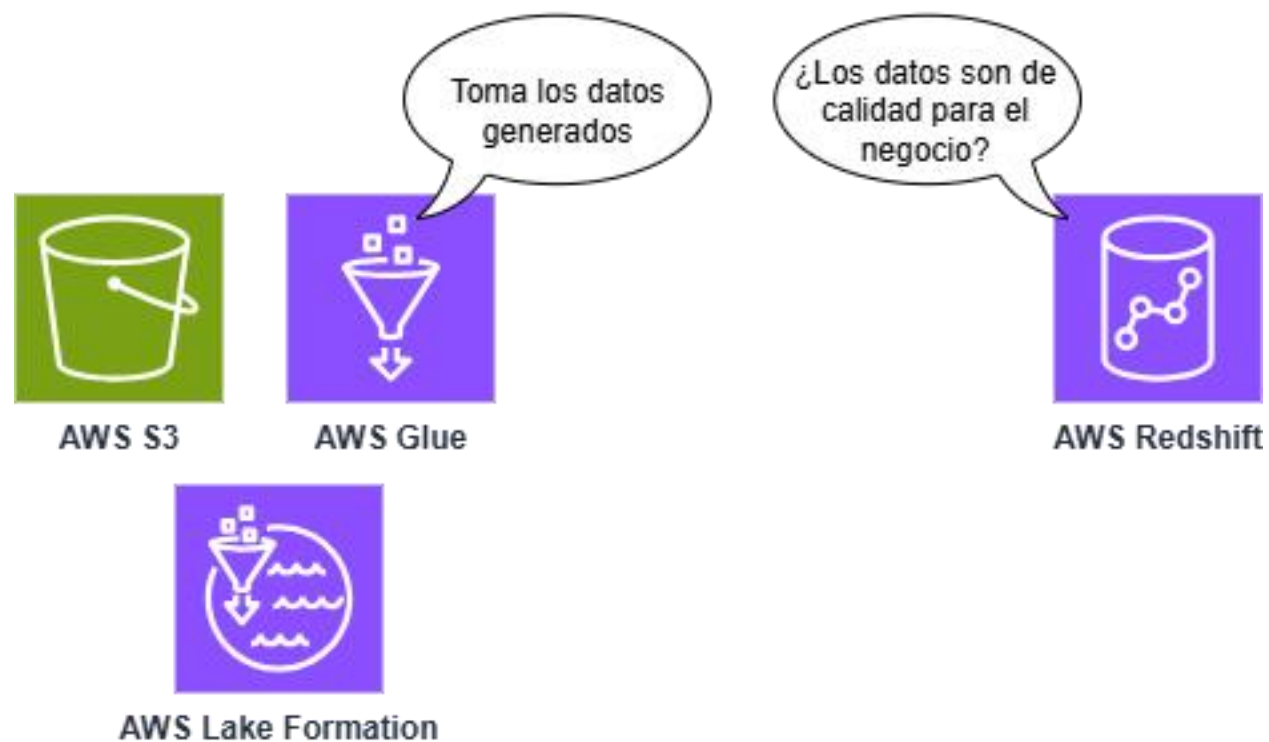 Toma los datos
generados
¿Los datos son de
calidad para el
negocio?
AWS S3
AWS Glue
AWS Redshift
AWS Lake Formation